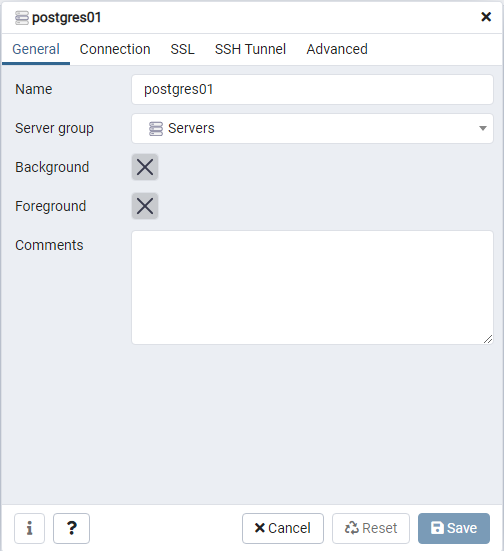 postgres01
General Connection SSL SSH Tunnel Advanced
Name postgres01
Server group Servers
Background
Foreground
Comments
i ? Cancel Reset Save